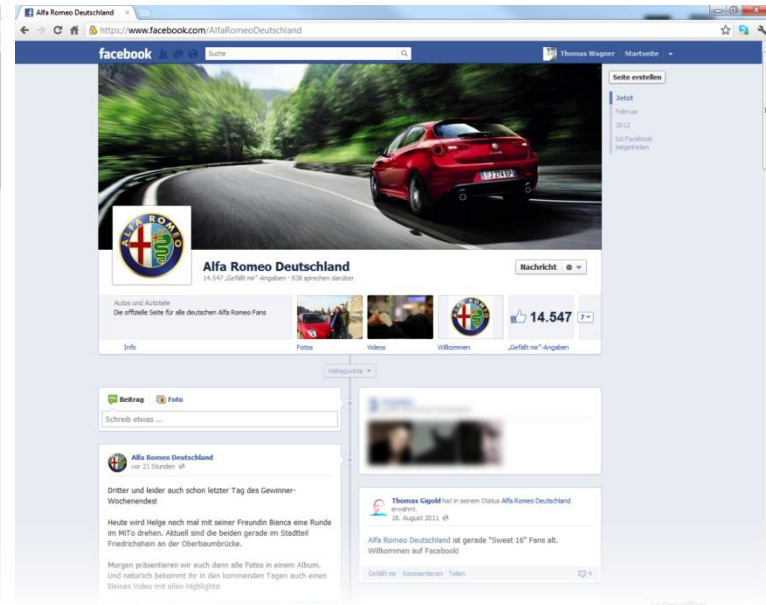 Alfa Romeo Deutschland
https://www.facebook.com/AlfaRomeoDeutschland
facebook
Suche
Thomas Wagner Startseite
Seite erstellen
Jetzt
Februar
2012
Ist Facebook
beigetreten
ALFA ROMEO
Alfa Romeo Deutschland
14.547 „Gefällt mir"-Angaben · 838 sprechen darüber
Nachricht
Autos und Autoteile
Die offizielle Seite für alle deutschen Alfa Romeo Fans
14.547
7
Info
Fotos
Videos
Willkommen
„Gefällt mir"-Angaben
Höhepunkte
Beitrag Foto
Schreib etwas ...
Alfa Romeo Deutschland
vor 21 Stunden
Dritter und leider auch schon letzter Tag des Gewinner-
Wochenendes!
Heute wird Helge noch mal mit seiner Freundin Bianca eine Runde
im MiTo drehen. Aktuell sind die beiden gerade im Stadtteil
Friedrichshain an der Oberbaumbrücke.
Morgen präsentieren wir euch dann alle Fotos in einem Album.
Und natürlich bekommt ihr in den kommenden Tagen auch einen
kleines Video mit allen Highlights!
Thomas Gigold hat in seinem Status Alfa Romeo Deutschland
erwähnt.
18. August 2011
Alfa Romeo Deutschland ist gerade "Sweet 16" Fans alt.
Willkommen auf Facebook!
Gefällt mir · Kommentieren · Teilen
4